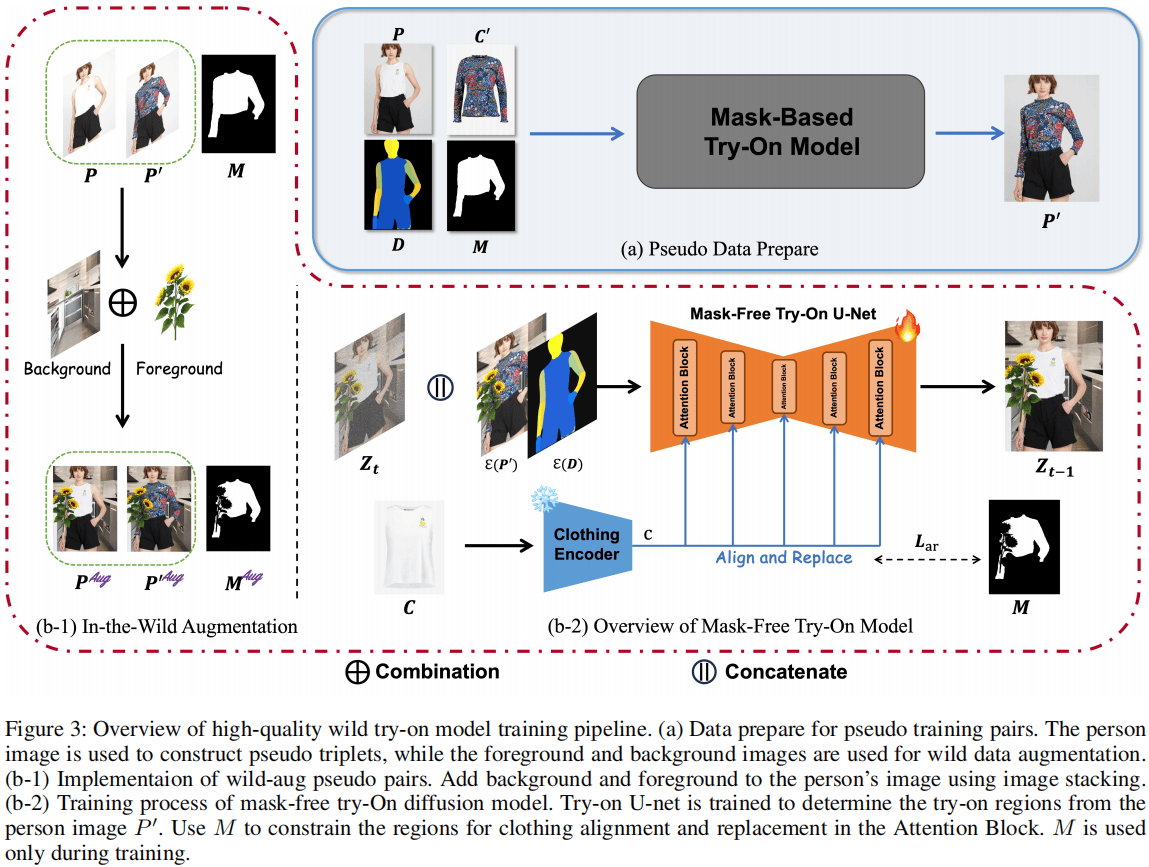 P
C′
D
M
Mask-Based
Try-On Model
P′
(a) Pseudo Data Prepare
P
P′
M
Background
Foreground
P Aug
P′ Aug
M Aug
(b-1) In-the-Wild Augmentation
Mask-Free Try-On U-Net
Attention Block
Attention Block
Attention Block
Attention Block
Attention Block
Z_t
ℰ(P′)
ℰ(D)
Z_{t−1}
Clothing
Encoder
c
Align and Replace
L_ar
C
M
(b-2) Overview of Mask-Free Try-On Model
⊕ Combination
Concatenate
Figure 3: Overview of high-quality wild try-on model training pipeline. (a) Data prepare for pseudo training pairs. The person
image is used to construct pseudo triplets, while the foreground and background images are used for wild data augmentation.
(b-1) Implementaion of wild-aug pseudo pairs. Add background and foreground to the person's image using image stacking.
(b-2) Training process of mask-free try-On diffusion model. Try-on U-net is trained to determine the try-on regions from the
person image P′. Use M to constrain the regions for clothing alignment and replacement in the Attention Block. M is used
only during training.